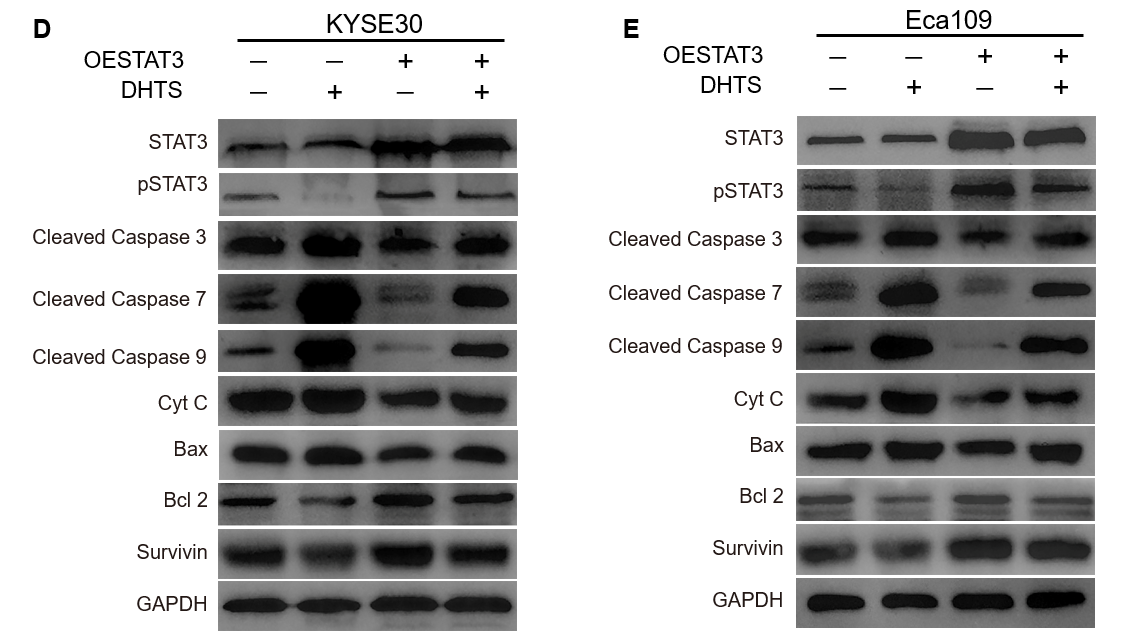 D
KYSE30
OESTAT3 — — + +
DHTS — + — +
STAT3
pSTAT3
Cleaved Caspase 3
Cleaved Caspase 7
Cleaved Caspase 9
Cyt C
Bax
Bcl 2
Survivin
GAPDH
E
Eca109
OESTAT3 — — + +
DHTS — + — +
STAT3
pSTAT3
Cleaved Caspase 3
Cleaved Caspase 7
Cleaved Caspase 9
Cyt C
Bax
Bcl 2
Survivin
GAPDH